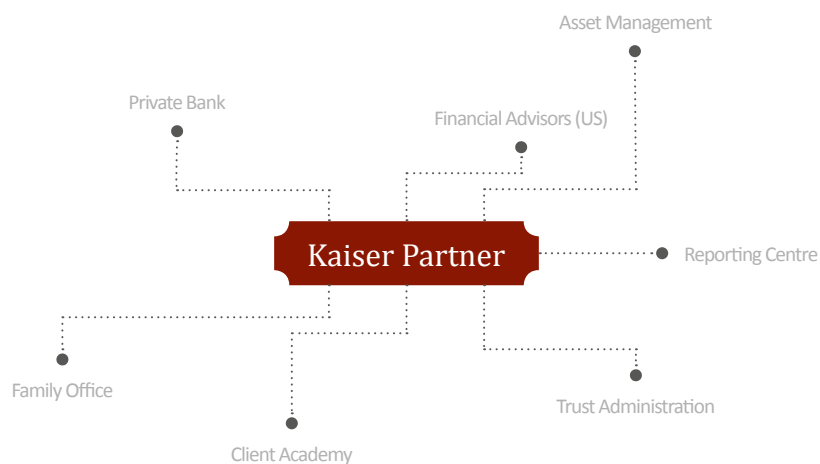 Asset Management
Private Bank
Financial Advisors (US)
Kaiser Partner
Reporting Centre
Family Office
Trust Administration
Client Academy